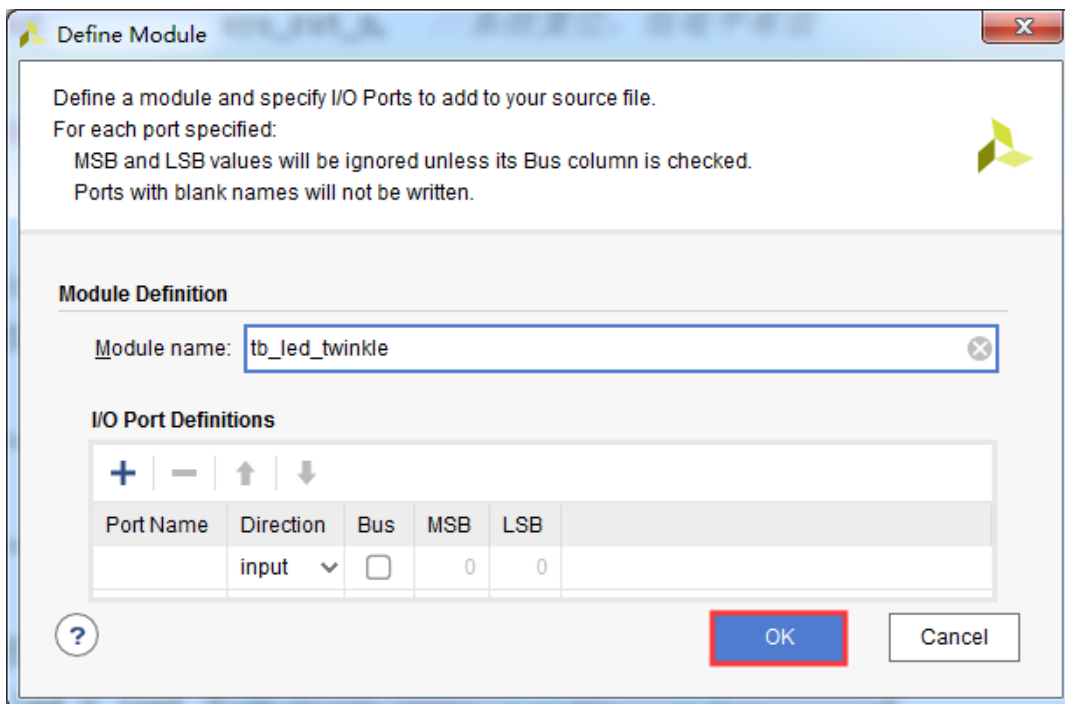 Define Module
Define a module and specify I/O Ports to add to your source file.
For each port specified:
MSB and LSB values will be ignored unless its Bus column is checked.
Ports with blank names will not be written.
Module Definition
Module name: tb_led_twinkle
I/O Port Definitions
Port Name Direction Bus MSB LSB
input 0 0
? OK Cancel